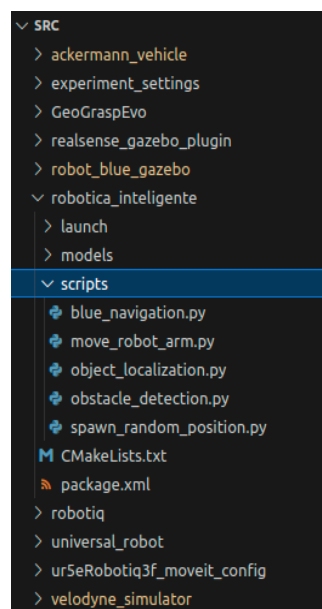 SRC
ackermann_vehicle
experiment_settings
GeoGraspEvo
realsense_gazebo_plugin
robot_blue_gazebo
robotica_inteligente
launch
models
scripts
blue_navigation.py
move_robot_arm.py
object_localization.py
obstacle_detection.py
spawn_random_position.py
M CMakeLists.txt
package.xml
robotiq
universal_robot
ur5eRobotiq3f_moveit_config
velodyne_simulator